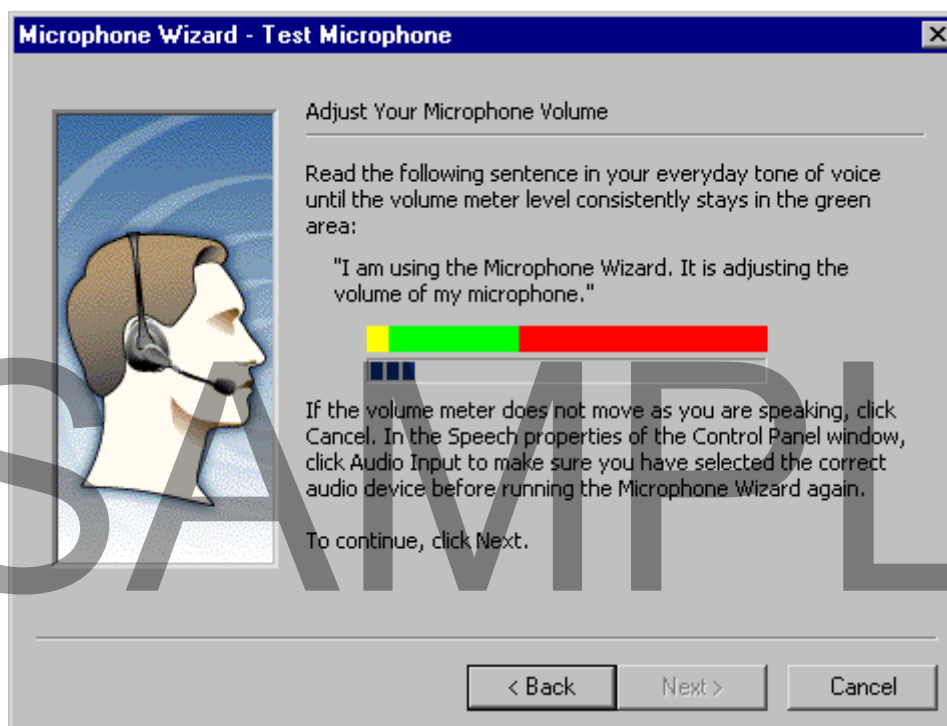 Microphone Wizard - Test Microphone
Adjust Your Microphone Volume
Read the following sentence in your everyday tone of voice
until the volume meter level consistently stays in the green
area:
"I am using the Microphone Wizard. It is adjusting the
volume of my microphone."
If the volume meter does not move as you are speaking, click
Cancel. In the Speech properties of the Control Panel window,
click Audio Input to make sure you have selected the correct
audio device before running the Microphone Wizard again.
To continue, click Next.
SAMPL
< Back Next > Cancel